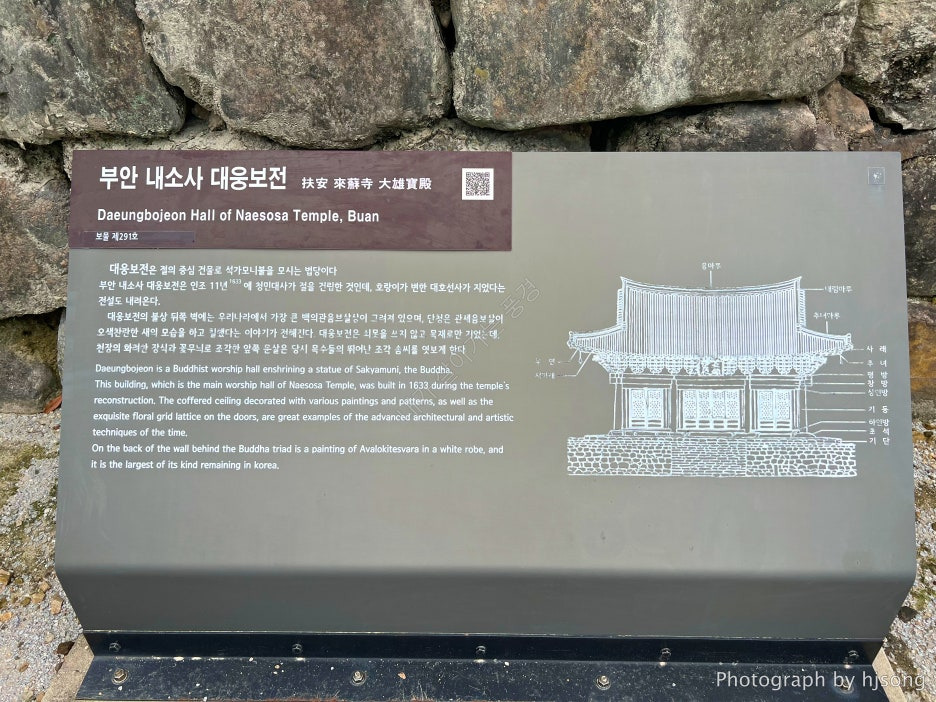 부안 내소사 대웅보전 扶安 來蘇寺 大雄寶殿
Daeungbojeon Hall of Naesosa Temple, Buan
보물 제291호
대웅보전은 절의 중심 건물로 석가모니불을 모시는 법당이다
부안 내소사 대웅보전은 인조 11년1633에 청민대사가 절을 건립한 것인데, 호랑이가 변한 대호선사가 지었다는
전설도 내려온다.
대웅보전의 불상 뒤쪽 벽에는 우리나라에서 가장 큰 백의관음보살상이 그려져 있으며, 단청은 관세음보살이
오색찬란한 새의 모습을 하고 칠했다는 이야기가 전해진다. 대웅보전은 쇠못을 쓰지 않고 목재로만 지었는데,
천장의 화려한 장식과 꽃무늬로 조각한 앞쪽 문살은 당시 목수들의 뛰어난 조각 솜씨를 엿보게 한다
Daeungbojeon is a Buddhist worship hall enshrining a statue of Sakyamuni, the Buddha.
This building, which is the main worship hall of Naesosa Temple, was built in 1633 during the temple's
reconstruction. The coffered ceiling decorated with various paintings and patterns, as well as the
exquisite floral grid lattice on the doors, are great examples of the advanced architectural and artistic
techniques of the time.
On the back of the wall behind the Buddha triad is a painting of Avalokitesvara in a white robe, and
it is the largest of its kind remaining in korea.
용마루
내림마루
추녀마루
사래
추녀
평방
창방
상인방
기둥
하인방
초석
기단
Photograph by hjsong